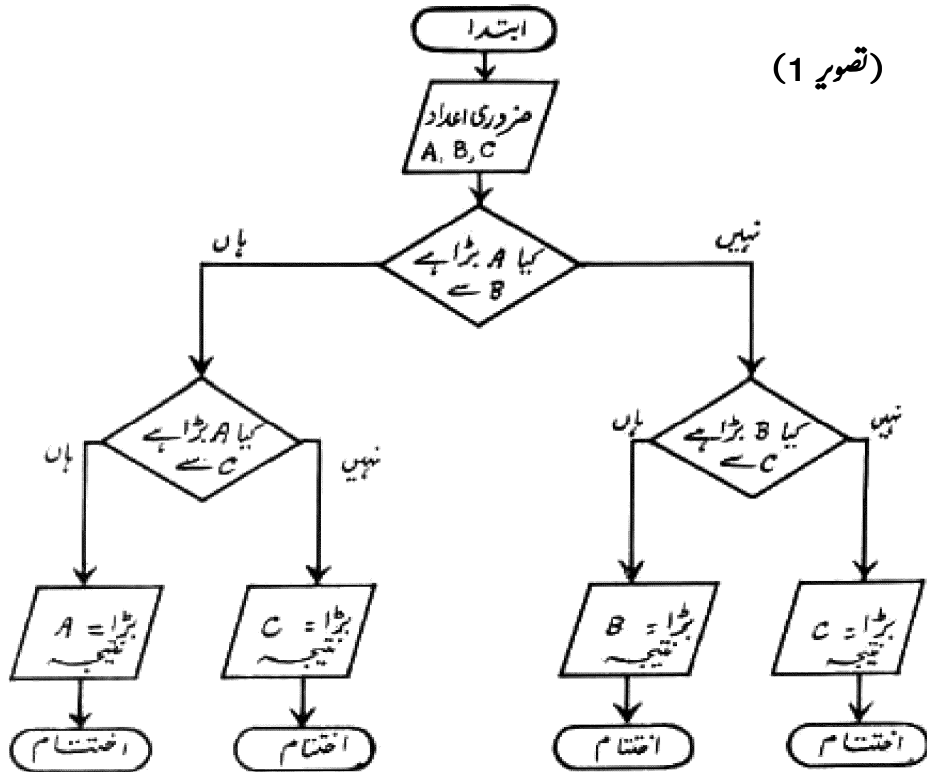 (تصویر 1)
ابتدا
ضروری اعداد
A, B, C
کیا A بڑا ہے
B سے
ہاں
نہیں
کیا A بڑا ہے
C سے
ہاں
نہیں
کیا B بڑا ہے
C سے
ہاں
نہیں
بڑا = A
نتیجہ
بڑا = C
نتیجہ
بڑا = B
نتیجہ
بڑا = C
نتیجہ
اختتام
اختتام
اختتام
اختتام